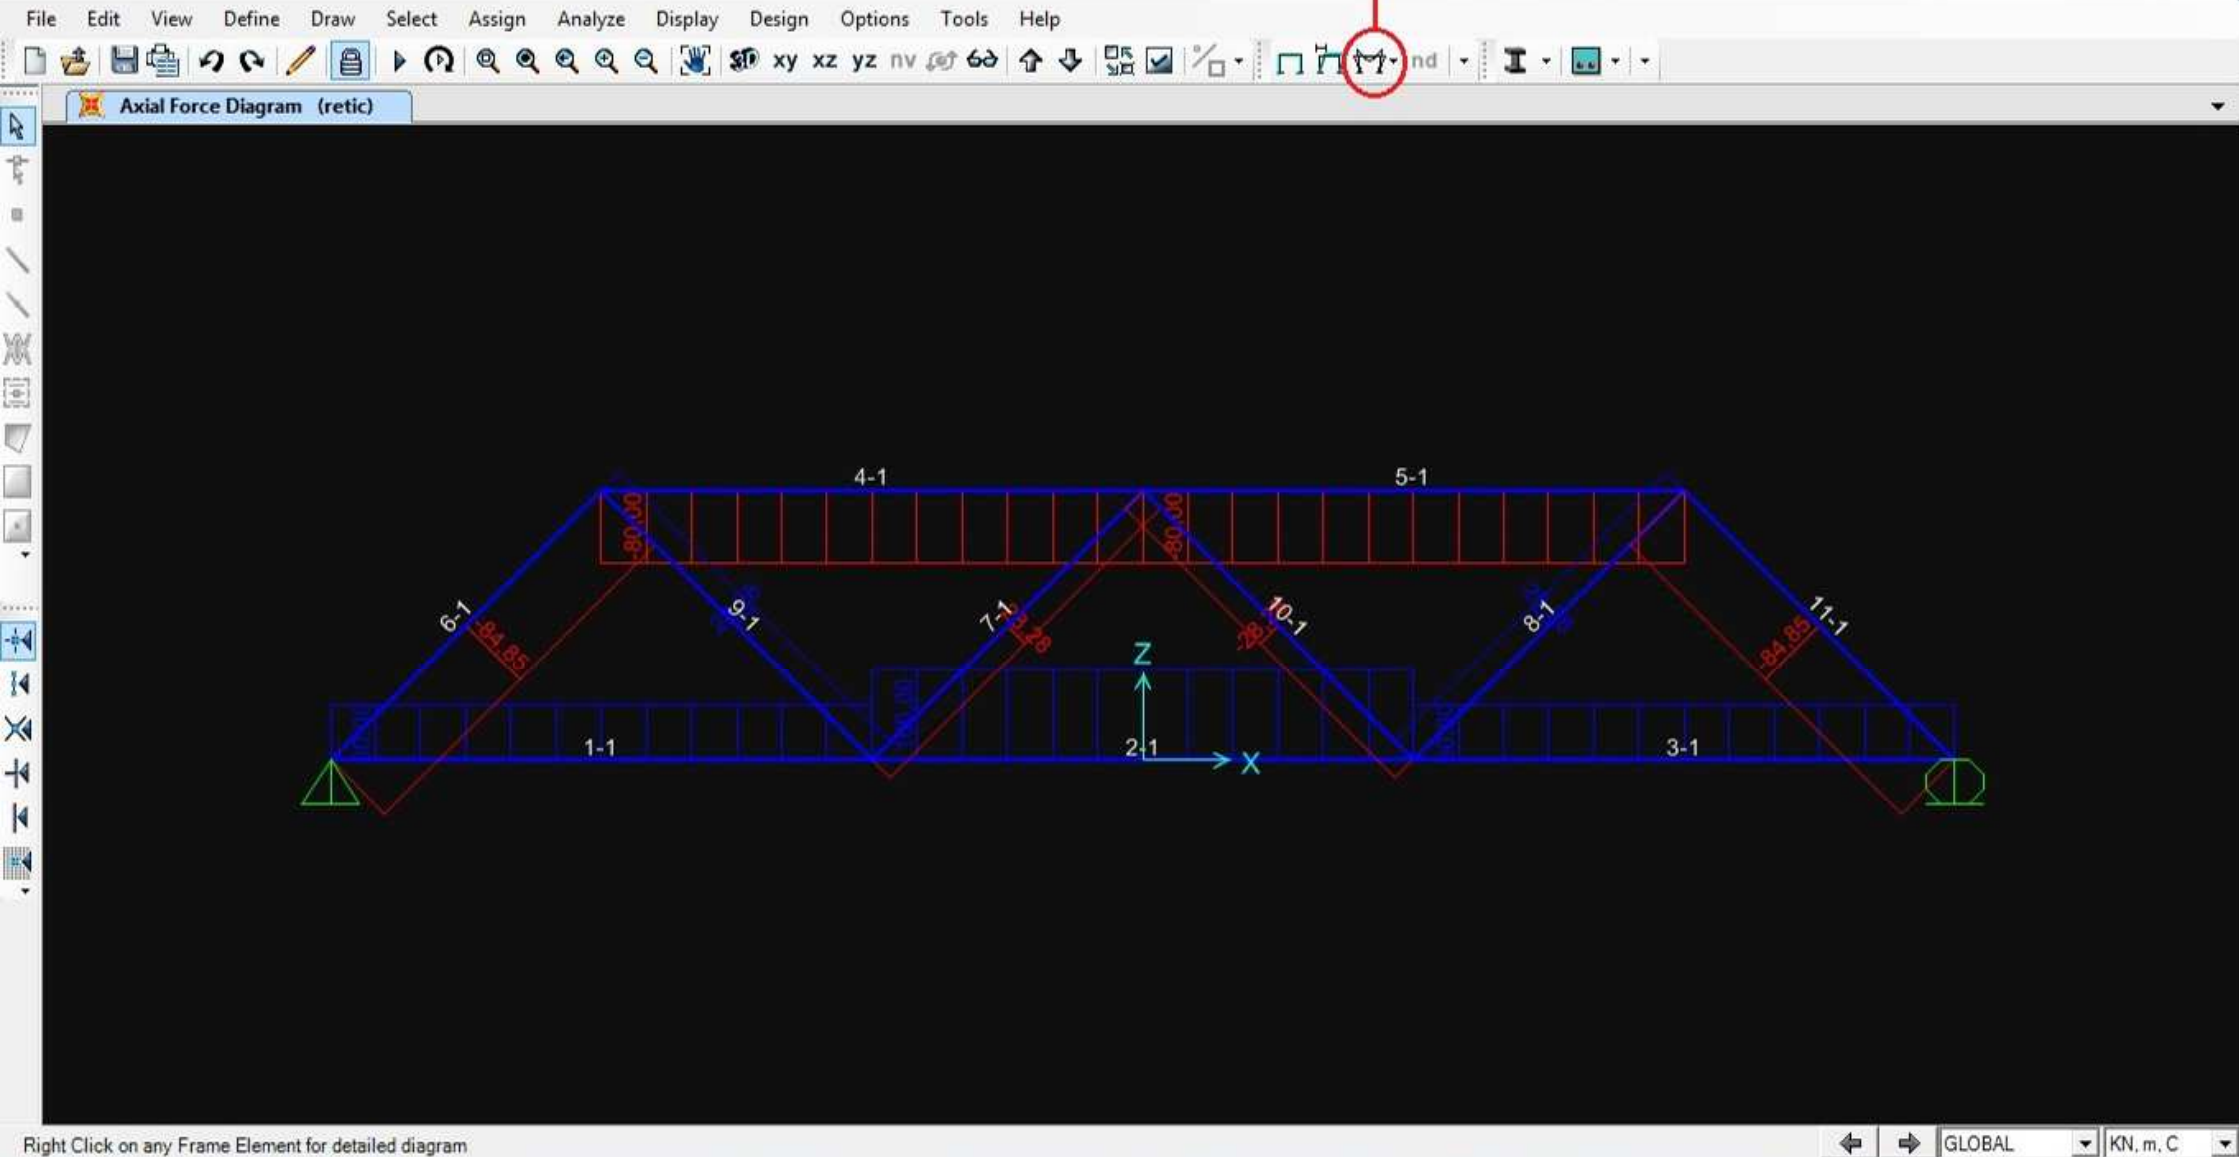 File Edit View Define Draw Select Assign Analyze Display Design Options Tools Help
3D xy xz yz nv nd
Axial Force Diagram (retic)
4-1 5-1
-80,00 -80,00
6-1 9-1 7-1 10-1 8-1 11-1
-84,85 -84,85
Z
1-1 2-1 3-1
X
Right Click on any Frame Element for detailed diagram
GLOBAL KN, m, C